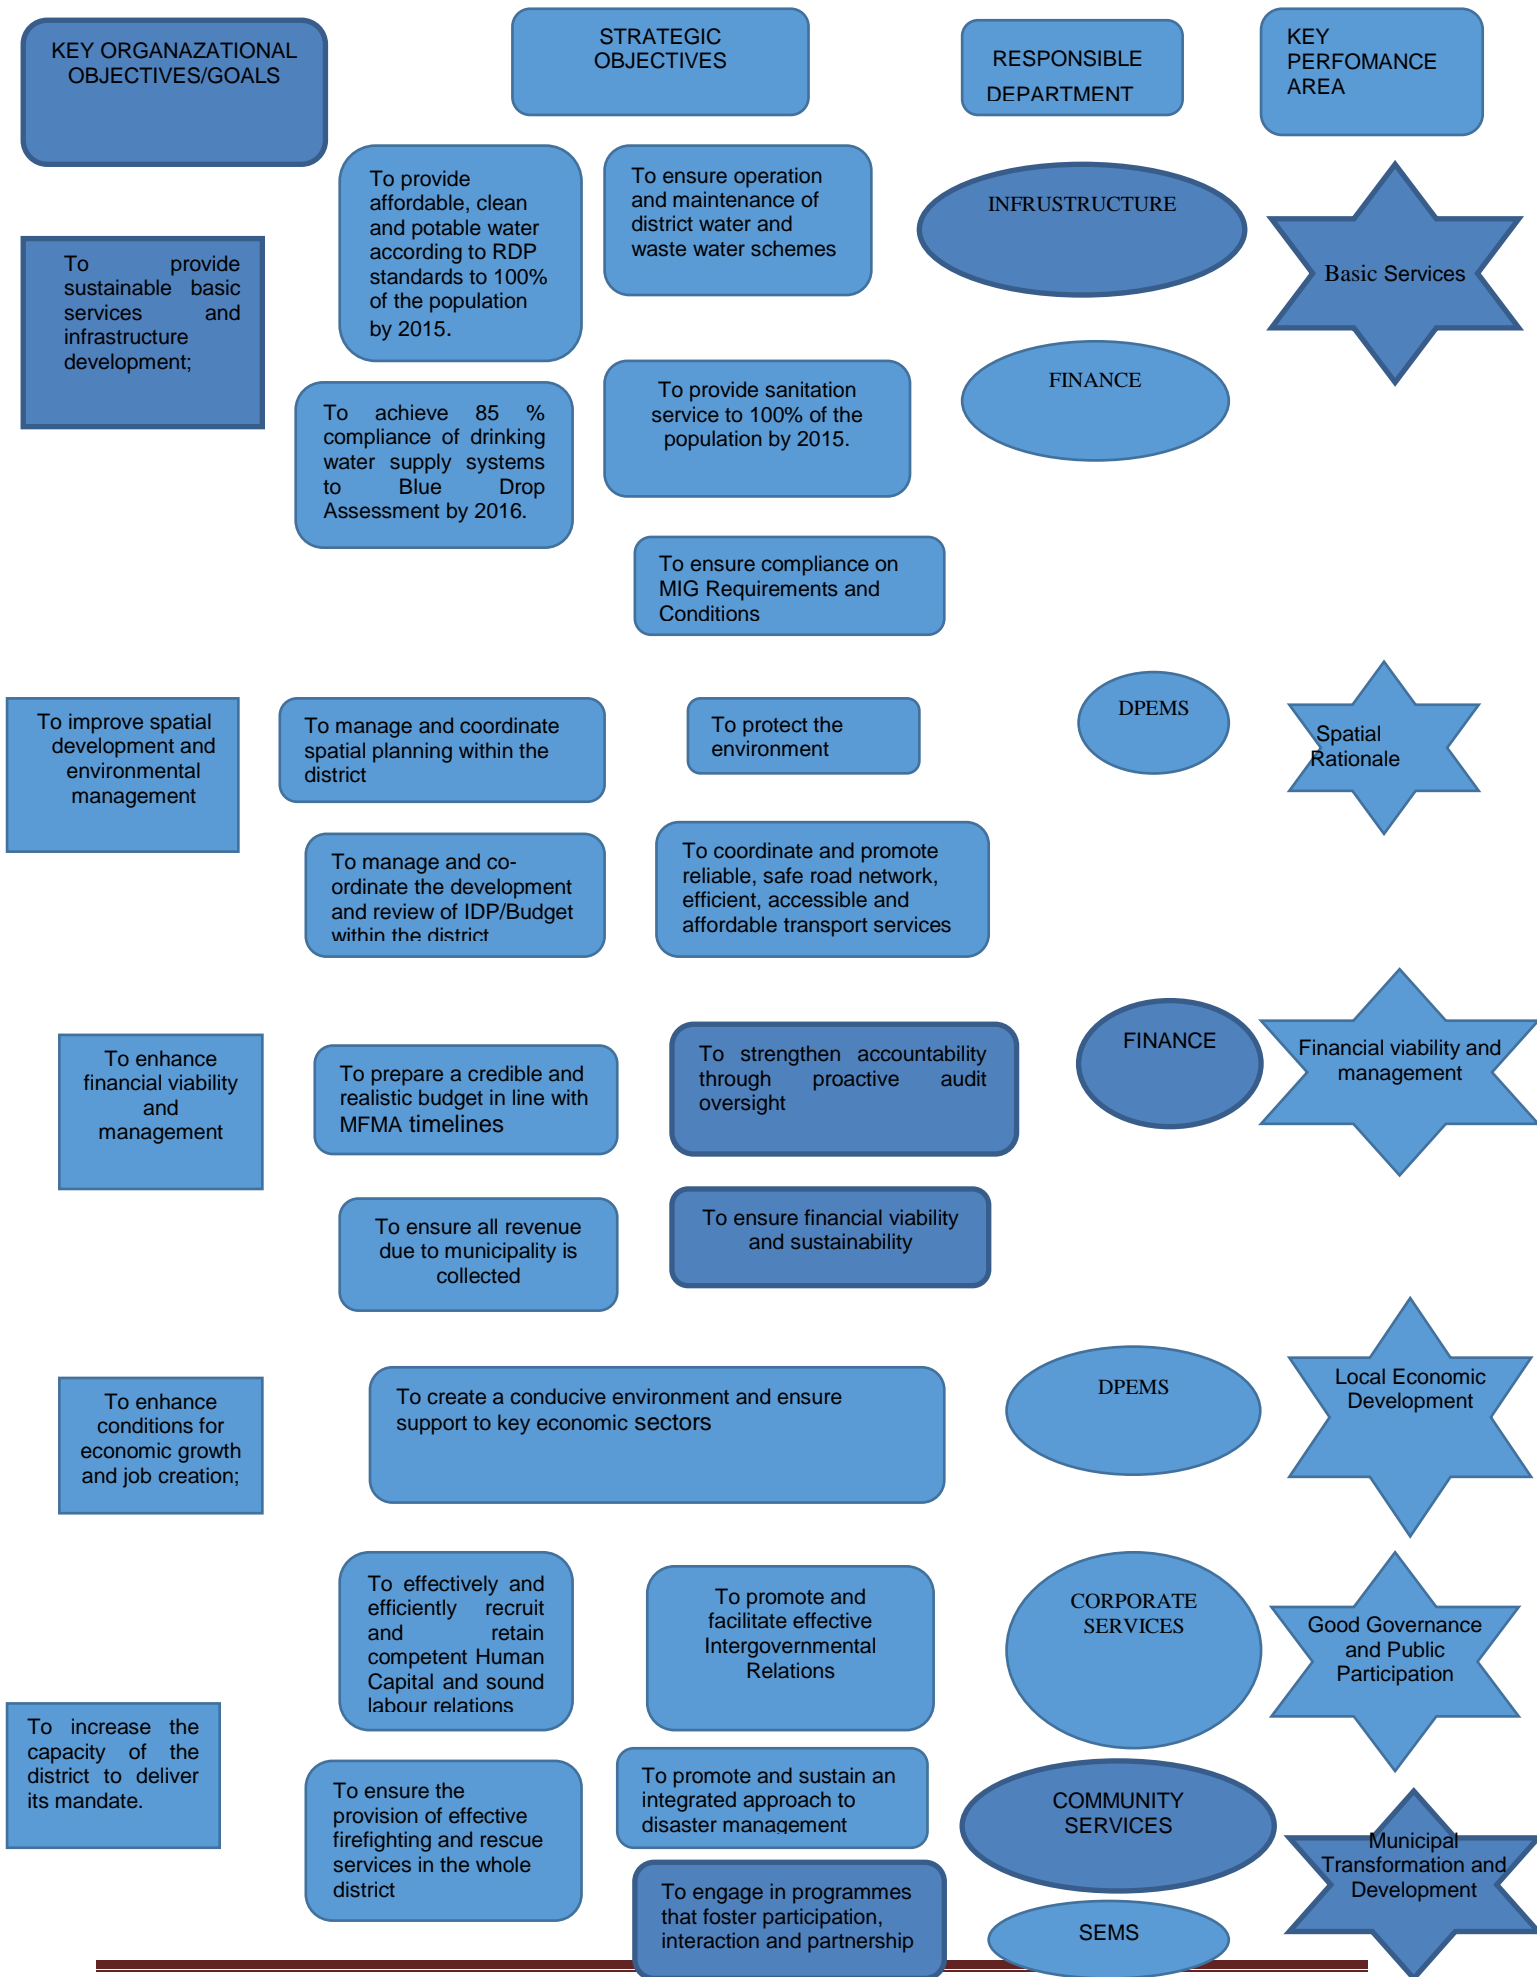 KEY ORGANAZATIONAL
OBJECTIVES/GOALS
STRATEGIC
OBJECTIVES
RESPONSIBLE
DEPARTMENT
KEY
PERFOMANCE
AREA
To provide
sustainable basic
services and
infrastructure
development;
To provide
affordable, clean
and potable water
according to RDP
standards to 100%
of the population
by 2015.
To ensure operation
and maintenance of
district water and
waste water schemes
INFRUSTRUCTURE
Basic Services
To achieve 85 %
compliance of drinking
water supply systems
to Blue Drop
Assessment by 2016.
To provide sanitation
service to 100% of the
population by 2015.
FINANCE
To ensure compliance on
MIG Requirements and
Conditions
To improve spatial
development and
environmental
management
To manage and coordinate
spatial planning within the
district
To protect the
environment
DPEMS
Spatial
Rationale
To manage and co-
ordinate the development
and review of IDP/Budget
within the district
To coordinate and promote
reliable, safe road network,
efficient, accessible and
affordable transport services
To enhance
financial viability
and
management
To prepare a credible and
realistic budget in line with
MFMA timelines
To strengthen accountability
through proactive audit
oversight
FINANCE
Financial viability and
management
To ensure all revenue
due to municipality is
collected
To ensure financial viability
and sustainability
To enhance
conditions for
economic growth
and job creation;
To create a conducive environment and ensure
support to key economic sectors
DPEMS
Local Economic
Development
To effectively and
efficiently recruit
and retain
competent Human
Capital and sound
labour relations
To promote and
facilitate effective
Intergovernmental
Relations
CORPORATE
SERVICES
Good Governance
and Public
Participation
To increase the
capacity of the
district to deliver
its mandate.
To ensure the
provision of effective
firefighting and rescue
services in the whole
district
To promote and sustain an
integrated approach to
disaster management
COMMUNITY
SERVICES
Municipal
Transformation and
Development
To engage in programmes
that foster participation,
interaction and partnership
SEMS